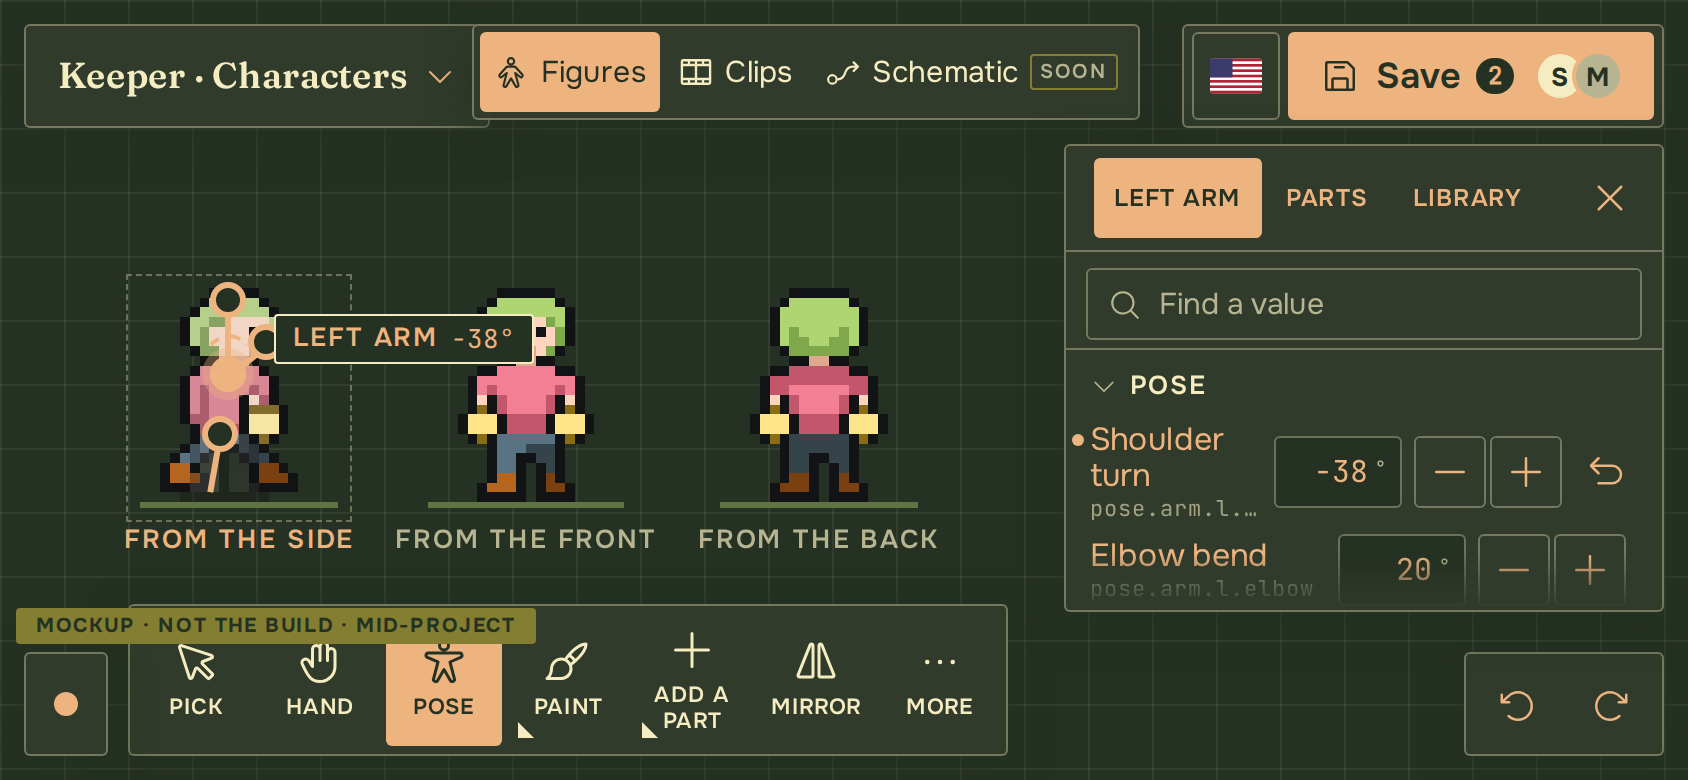 Keeper · Characters
Figures
Clips
Schematic
SOON
Save 2
S M
LEFT ARM
PARTS
LIBRARY
Find a value
POSE
Shoulder
turn
pose.arm.l.…
-38°
Elbow bend
pose.arm.l.elbow
20°
LEFT ARM -38°
FROM THE SIDE
FROM THE FRONT
FROM THE BACK
MOCKUP · NOT THE BUILD · MID-PROJECT
PICK
HAND
POSE
PAINT
ADD A
PART
MIRROR
MORE